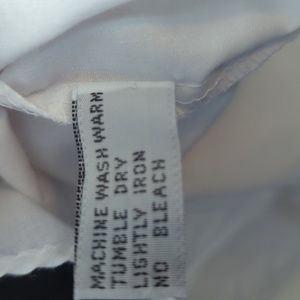 MACHINE WASH WARM
TUMBLE DRY
LIGHTLY IRON
NO BLEACH